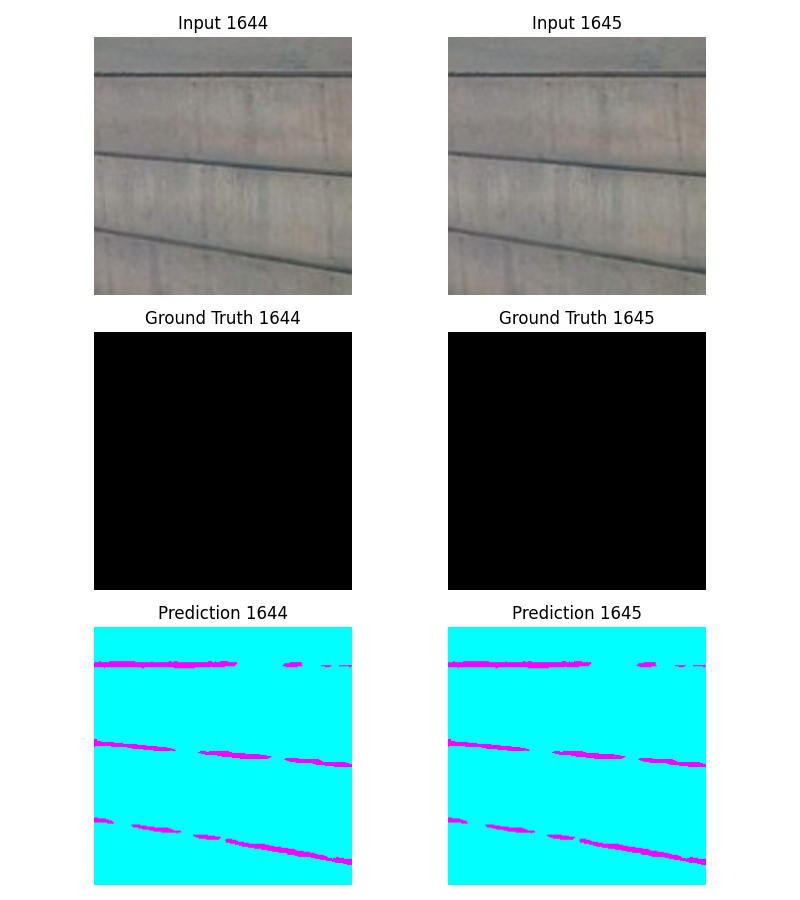 Input 1644
Input 1645
Ground Truth 1644
Ground Truth 1645
Prediction 1644
Prediction 1645